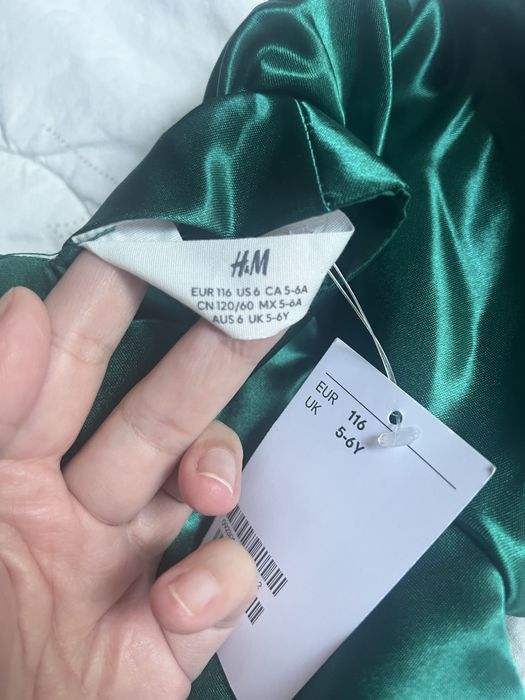 H&M
EUR 116 US 6 CA 5-6A
CN 120/60 MX 5-6A
AUS 6 UK 5-6Y
EUR 116
UK 5-6Y